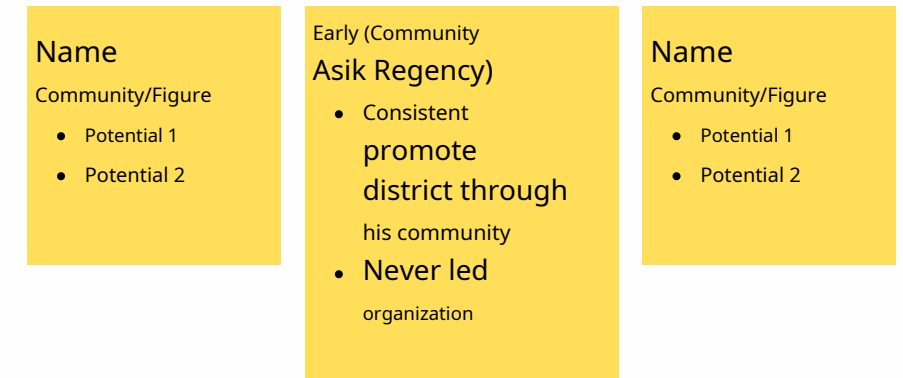 Name
Community/Figure
• Potential 1
• Potential 2
Early (Community
Asik Regency)
• Consistent
promote
district through
his community
• Never led
organization
Name
Community/Figure
• Potential 1
• Potential 2